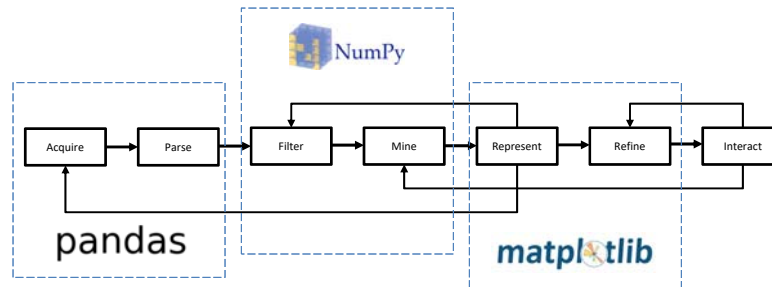 NumPy
Acquire
Parse
Filter
Mine
Represent
Refine
Interact
pandas
matplotlib